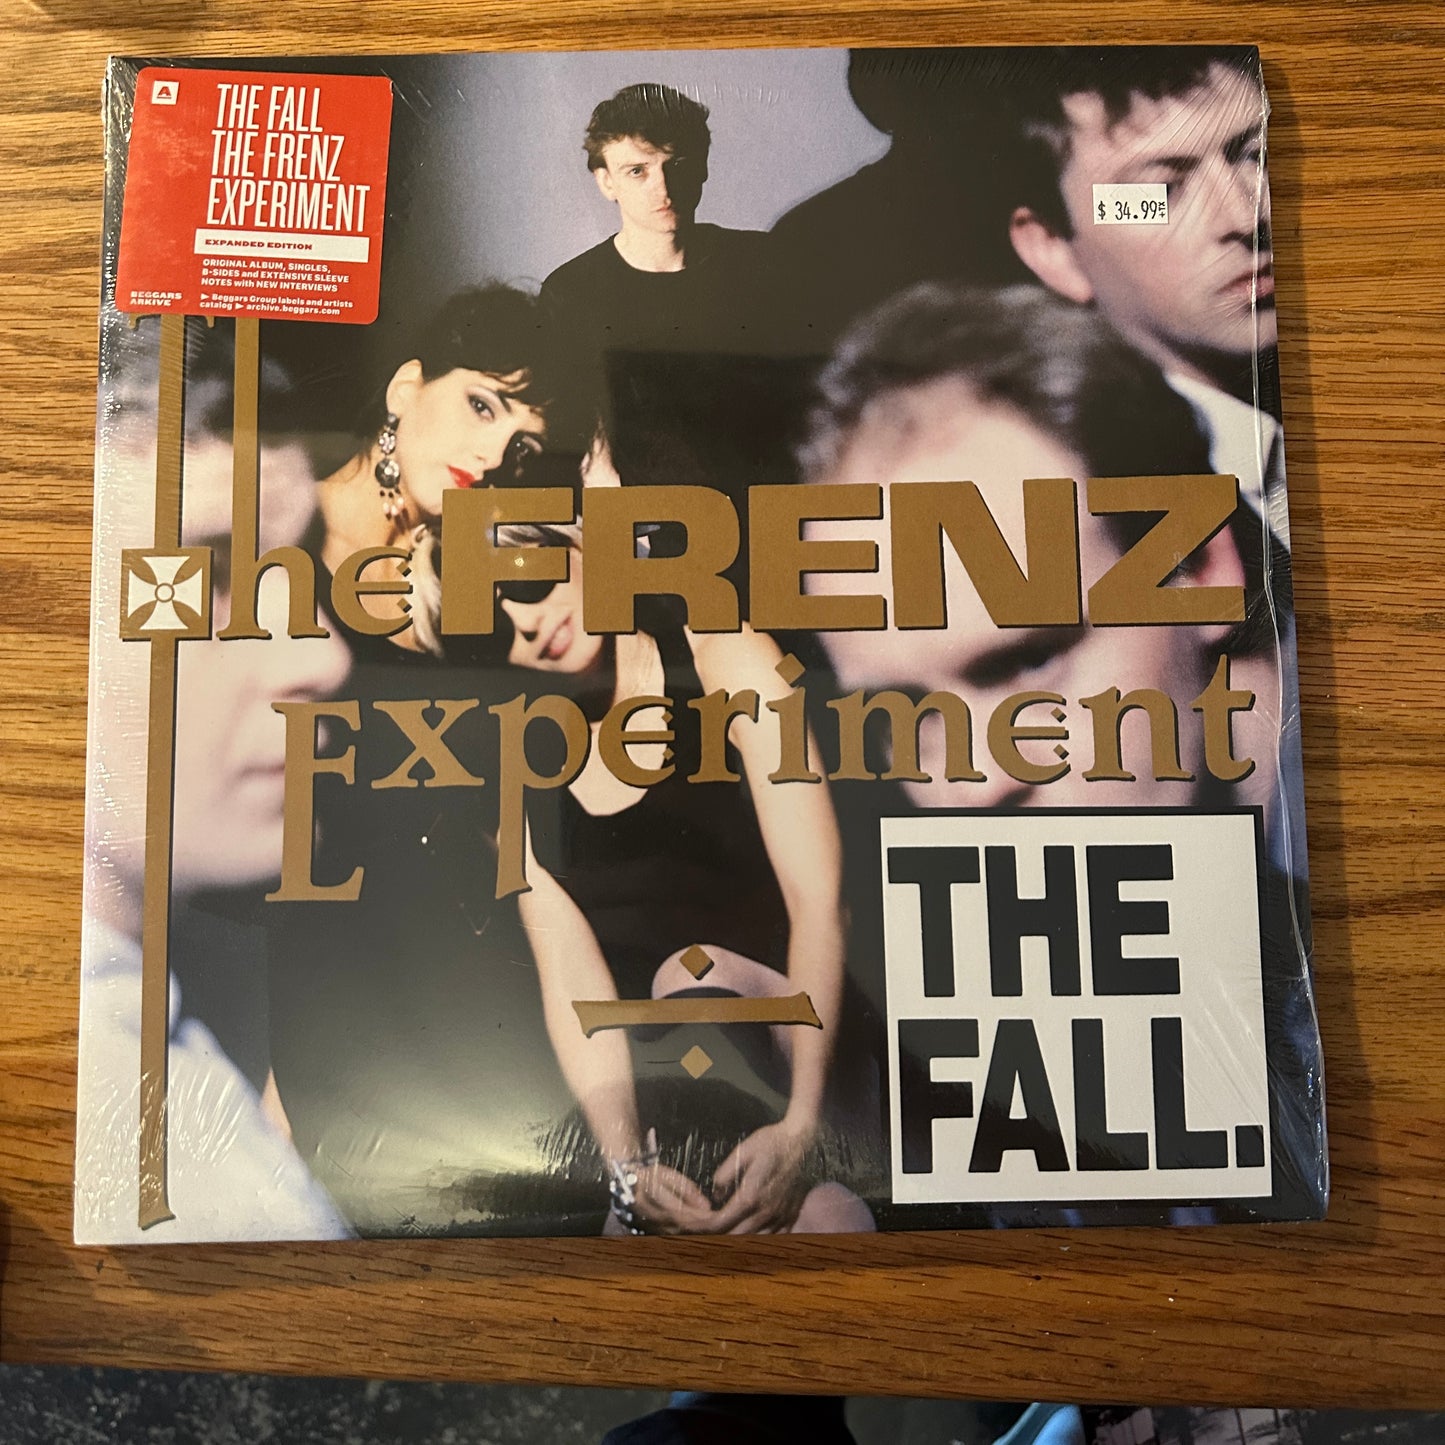 A
THE FALL
THE FRENZ
EXPERIMENT
EXPANDED EDITION
ORIGINAL ALBUM, SINGLES,
B-SIDES and EXTENSIVE SLEEVE
NOTES with NEW INTERVIEWS
BEGGARS
ARKIVE
► Beggars Group labels and artists
catalog ► archive.beggars.com
$ 34.99
The FRENZ
Experiment
THE
FALL.